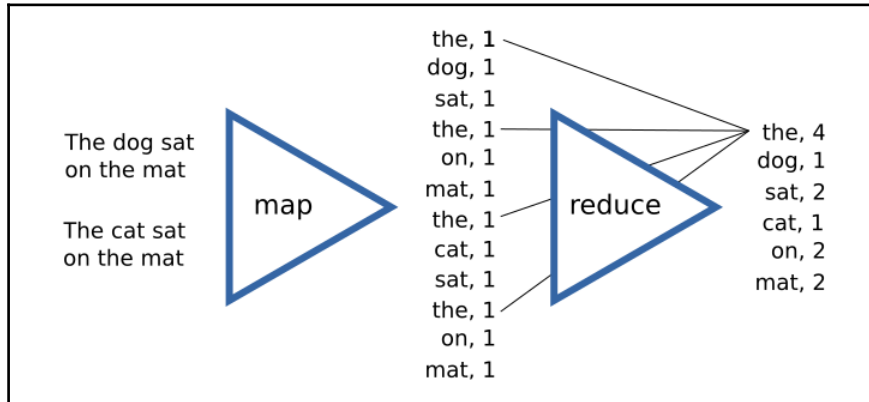 The dog sat
on the mat
The cat sat
on the mat
map
the, 1
dog, 1
sat, 1
the, 1
on, 1
mat, 1
the, 1
cat, 1
sat, 1
the, 1
on, 1
mat, 1
reduce
the, 4
dog, 1
sat, 2
cat, 1
on, 2
mat, 2